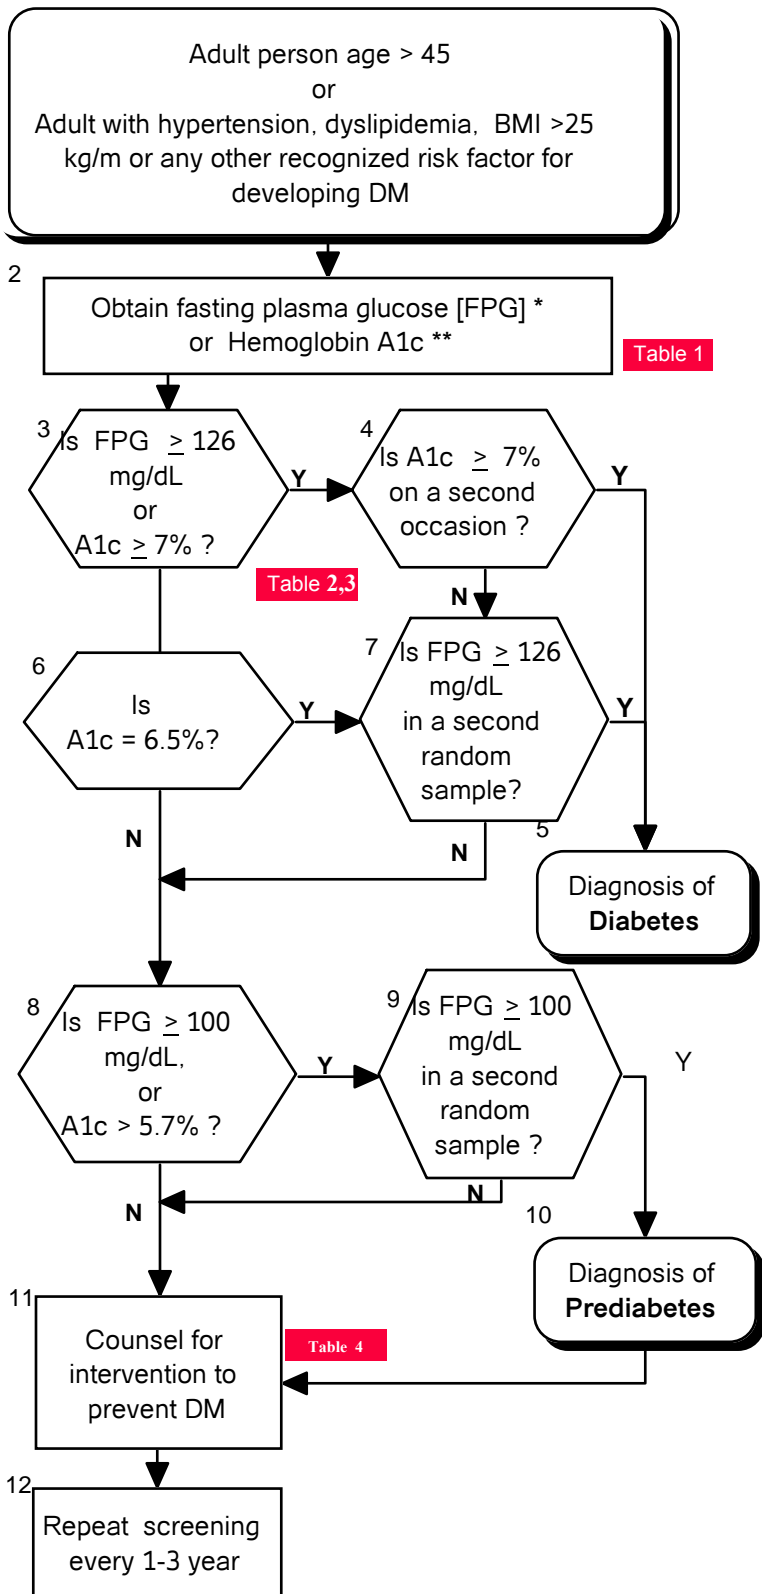 Adult person age > 45
or
Adult with hypertension, dyslipidemia, BMI >25
kg/m or any other recognized risk factor for
developing DM
2
Obtain fasting plasma glucose [FPG] *
or Hemoglobin A1c **
Table 1
3
Is FPG ≥ 126
mg/dL
or
A1c ≥ 7% ?
Y
4
Is A1c ≥ 7%
on a second
occasion ?
Y
N
Table 2,3
6
Is
A1c = 6.5%?
Y
N
7
Is FPG ≥ 126
mg/dL
in a second
random
sample?
Y
N
5
Diagnosis of
Diabetes
8
Is FPG ≥ 100
mg/dL,
or
A1c > 5.7% ?
Y
N
9
Is FPG ≥ 100
mg/dL
in a second
random
sample ?
Y
N
10
Diagnosis of
Prediabetes
11
Counsel for
intervention to
prevent DM
Table 4
12
Repeat screening
every 1-3 year